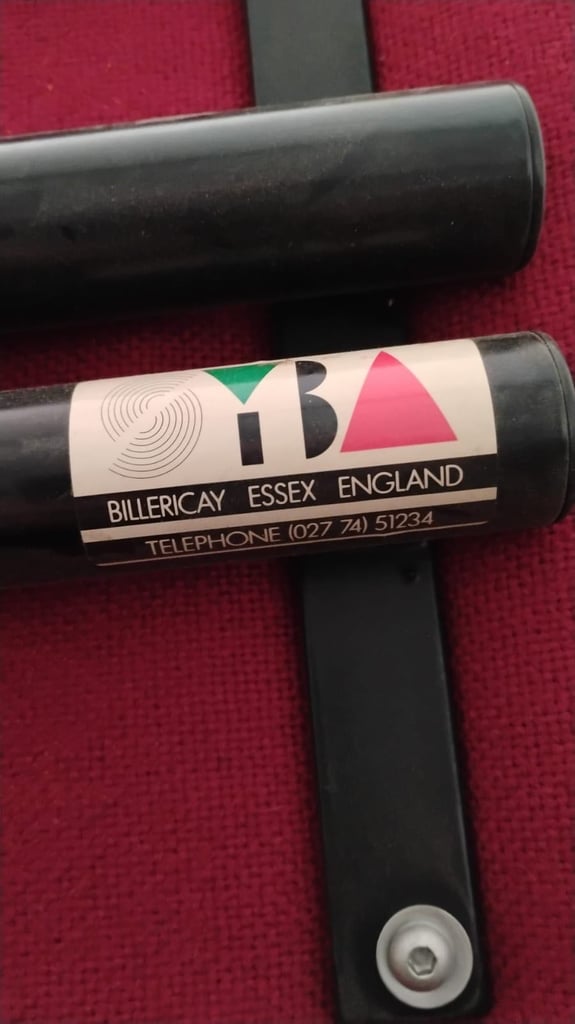 SYBA
BILLERICAY ESSEX ENGLAND
TELEPHONE (027 74) 51234